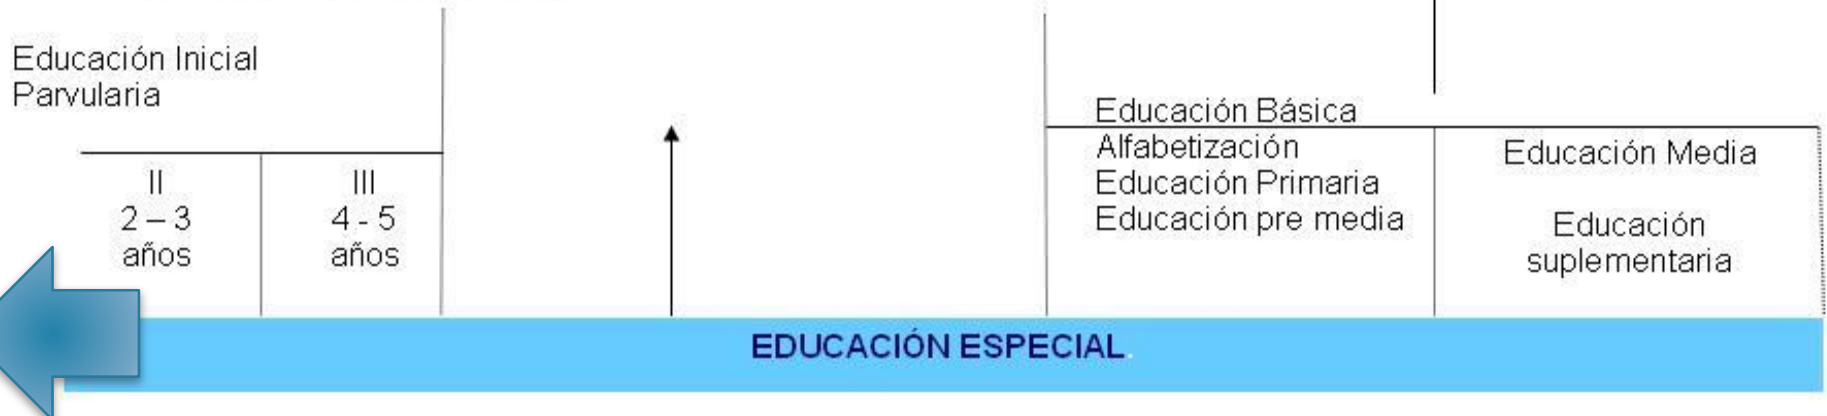 Educación Inicial
Parvularia
II
2 – 3
años
III
4 - 5
años
Educación Básica
Alfabetización
Educación Primaria
Educación pre media
Educación Media
Educación
suplementaria
EDUCACIÓN ESPECIAL.